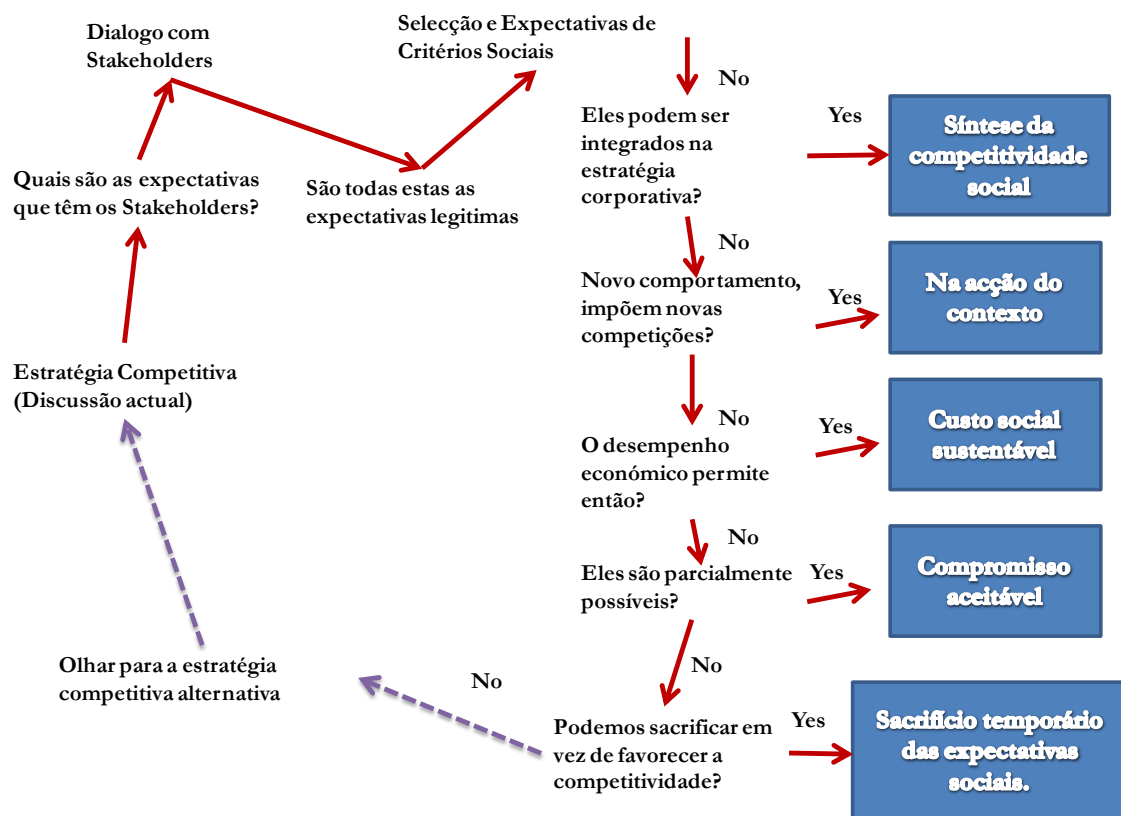 Dialogo com
Stakeholders
Selecção e Expectativas de
Critérios Sociais
No
Eles podem ser
integrados na
estratégia
corporativa?
Yes
Síntese da
competitividade
social
Quais são as expectativas
que têm os Stakeholders?
São todas estas as
expectativas legitimas
No
Novo comportamento,
impõem novas
competições?
Yes
Na acção do
contexto
Estratégia Competitiva
(Discussão actual)
No
O desempenho
económico permite
então?
Yes
Custo social
sustentável
No
Eles são parcialmente
possíveis?
Yes
Compromisso
aceitável
Olhar para a estratégia
competitiva alternativa
No
No
Podemos sacrificar em
vez de favorecer a
competitividade?
Yes
Sacrifício temporário
das expectativas
sociais.